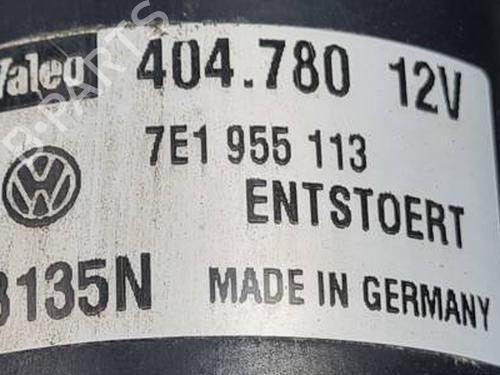 Valeo 404.780 12V
7E1 955 113
ENTSTOERT
3135N MADE IN GERMANY